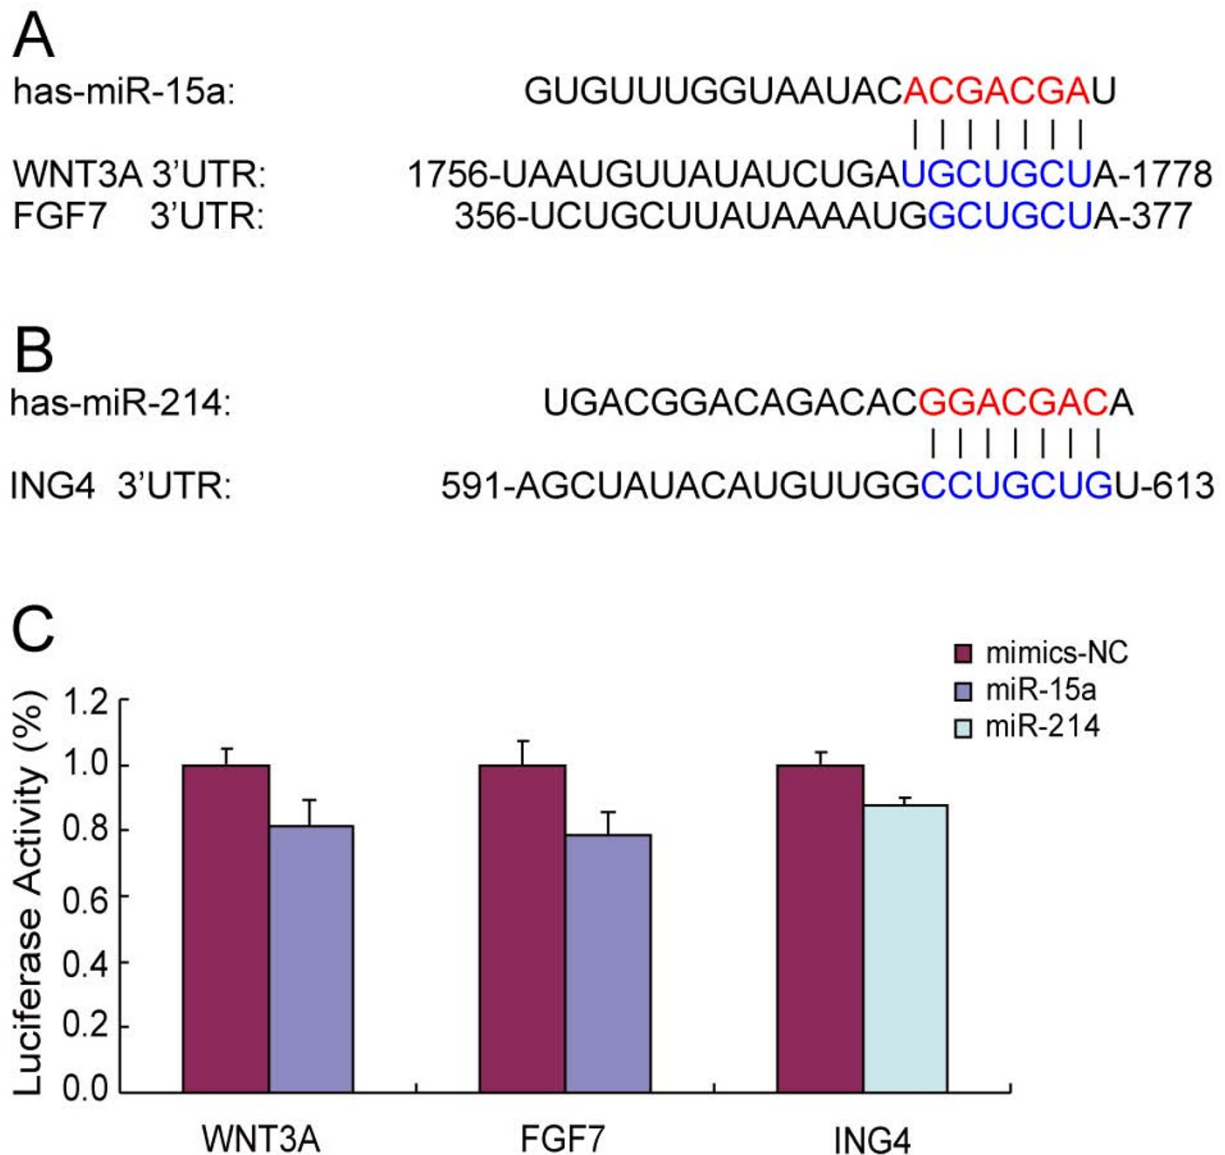 A
has-miR-15a: GUGUUUGGUAAUACACGACGAU
WNT3A 3'UTR: 1756-UAAUGUUAUAUCUGAUGCUGCUA-1778
FGF7 3'UTR: 356-UCUGCUUAUAAAAUGGCUGCUA-377
B
has-miR-214: UGACGGACAGACACGGACGACA
ING4 3'UTR: 591-AGCUAUACAUGUUGGCCUGCUGU-613
C
mimics-NC
miR-15a
miR-214
Luciferase Activity (%)
1.2
1.0
0.8
0.6
0.4
0.2
0.0
WNT3A FGF7 ING4